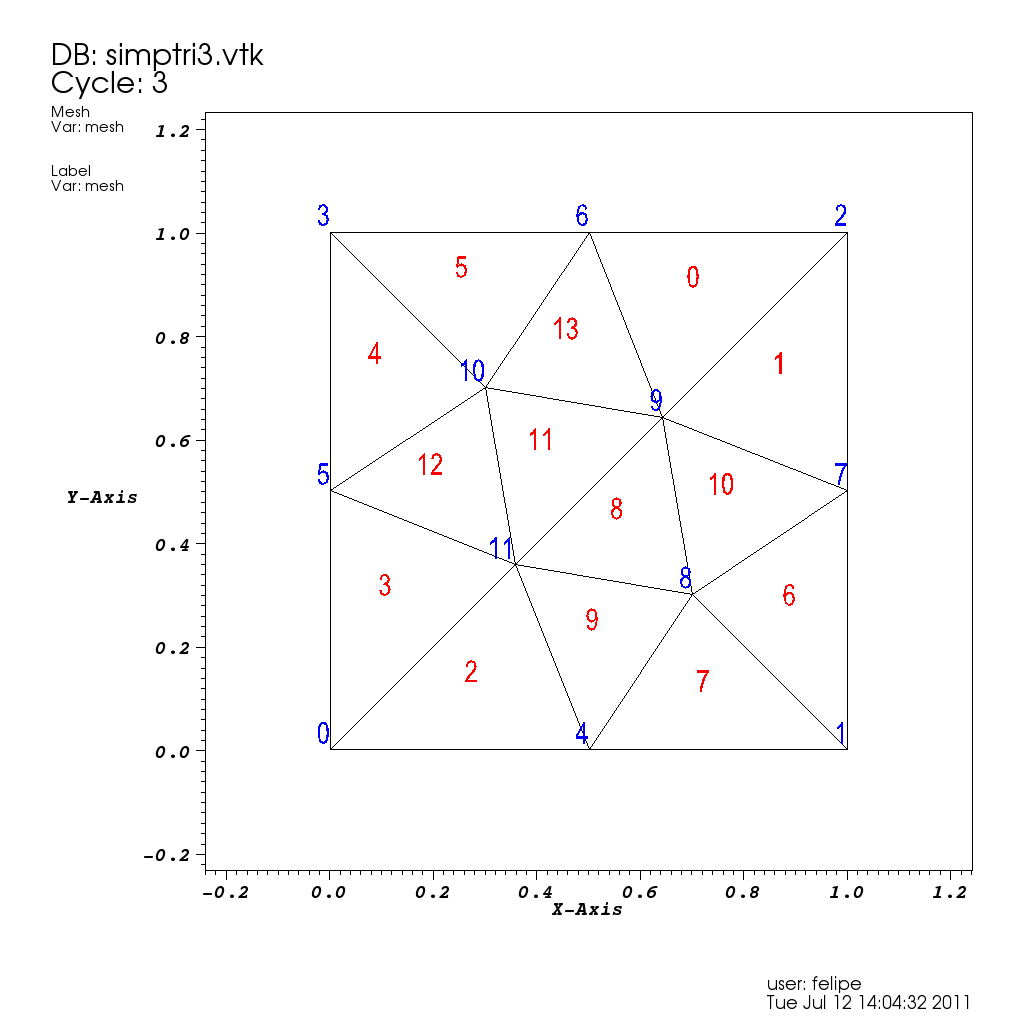 DB: simptri3.vtk
Cycle: 3
Mesh
Var: mesh
Label
Var: mesh
1.2
3 6 2
1.0
5 0
13
0.8
4 1
10
9
0.6
11
12
5 7
10
Y-Axis
8
11
0.4
8
3 6
9
0.2
2 7
0 4 1
0.0
-0.2
-0.2 0.0 0.2 0.4 0.6 0.8 1.0 1.2
X-Axis
user: felipe
Tue Jul 12 14:04:32 2011